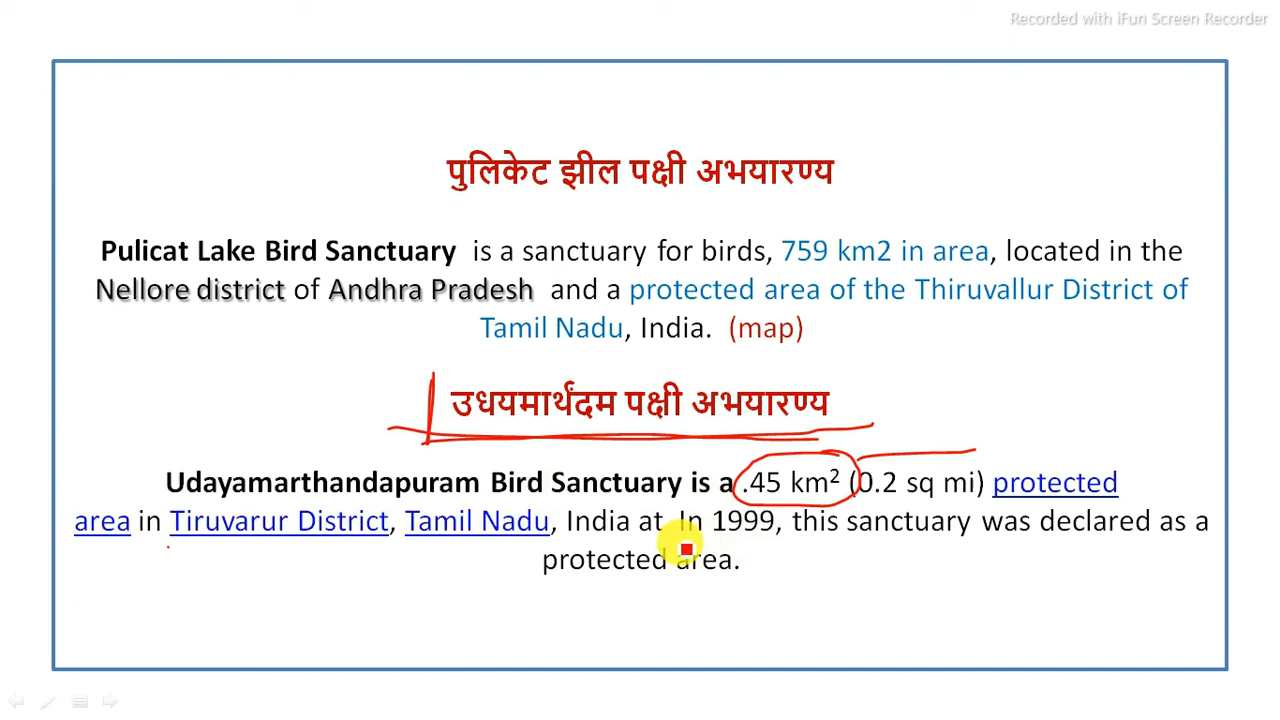 Recorded with iFun Screen Recorder
पुलिकेट झील पक्षी अभयारण्य
Pulicat Lake Bird Sanctuary is a sanctuary for birds, 759 km2 in area, located in the
Nellore district of Andhra Pradesh and a protected area of the Thiruvallur District of
Tamil Nadu, India. (map)
उधयमार्थंदम पक्षी अभयारण्य
Udayamarthandapuram Bird Sanctuary is a .45 km² (0.2 sq mi) protected
area in Tiruvarur District, Tamil Nadu, India at In 1999, this sanctuary was declared as a
protected area.